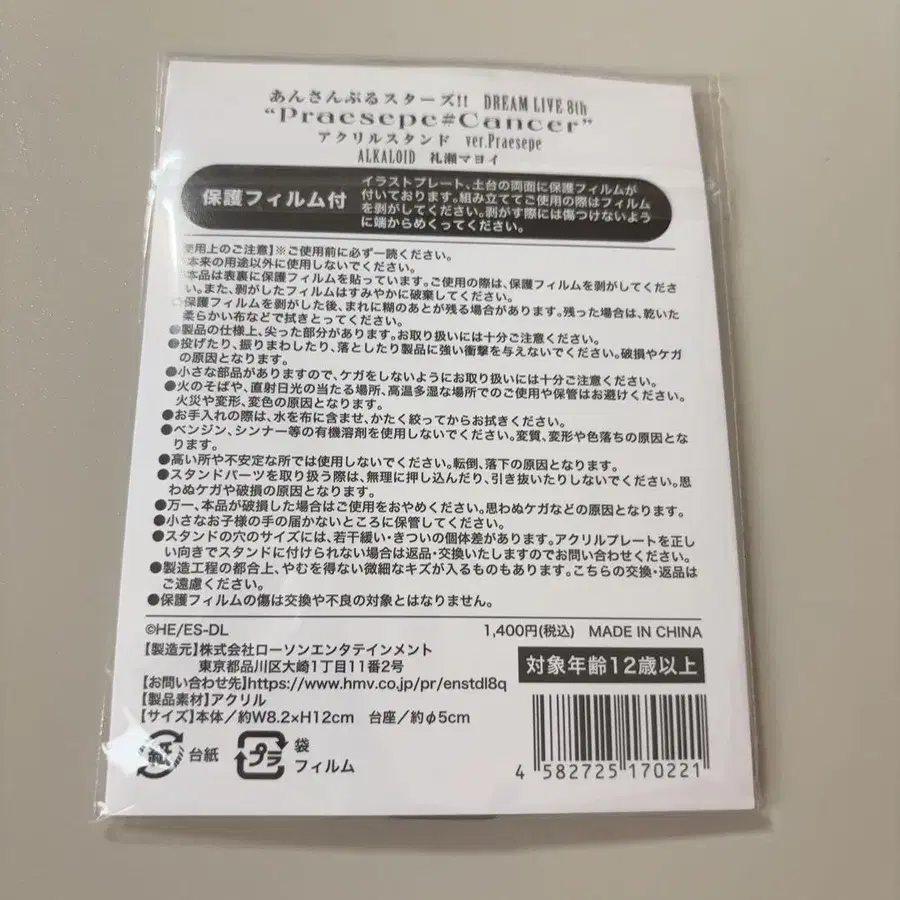 あんさんぶるスターズ!! DREAM LIVE 8th
“Praesepe#Cancer”
アクリルスタンド ver.Praesepe
ALKALOID 礼瀬マヨイ
保護フィルム付
イラストプレート、土台の両面に保護フィルムが
付いております。組み立ててご使用の際はフィルム
を剥がしてください。剥がす際には傷つけないよう
に端からめくってください。
使用上のご注意】※ご使用前に必ず一読ください。
本来の用途以外に使用しないでください。
本品は表裏に保護フィルムを貼っています。ご使用の際は、保護フィルムを剥がしてくださ
い。また、剥がしたフィルムはすみやかに破棄してください。
保護フィルムを剥がした後、まれに糊のあとが残る場合があります。残った場合は、乾いた
柔らかい布などで拭きとってください。
●製品の仕様上、尖った部分があります。お取り扱いには十分ご注意ください。
●投げたり、振りまわしたり、落としたり製品に強い衝撃を与えないでください。破損やケガ
の原因となります。
●小さな部品がありますので、ケガをしないようにお取り扱いには十分ご注意ください。
●火のそばや、直射日光の当たる場所、高温多湿な場所でのご使用や保管はお避けください。
火災や変形、変色の原因となります。
●お手入れの際は、水を布に含ませ、かたく絞ってからお拭きください。
●ベンジン、シンナー等の有機溶剤を使用しないでください。変質、変形や色落ちの原因とな
ります。
●高い所や不安定な所では使用しないでください。転倒、落下の原因となります。
●スタンドパーツを取り扱う際は、無理に押し込んだり、引き抜いたりしないでください。思
わぬケガや破損の原因となります。
●万一、本品が破損した場合はご使用をおやめください。思わぬケガなどの原因となります。
●小さなお子様の手の届かないところに保管してください。
●スタンドの穴のサイズには、若干緩い・きついの個体差があります。アクリルプレートを正し
い向きでスタンドに付けられない場合は返品・交換いたしますのでお問い合わせください。
●製造工程の都合上、やむを得ない微細なキズが入るものもあります。こちらの交換・返品は
ご遠慮ください。
●保護フィルムの傷は交換や不良の対象とはなりません。
©HE/ES-DL
1,400円(税込) MADE IN CHINA
【製造元】株式会社ローソンエンタテインメント
東京都品川区大崎1丁目11番2号
対象年齢12歳以上
【お問い合わせ先】https://www.hmv.co.jp/pr/enstdl8q
【製品素材】アクリル
【サイズ】本体/約W8.2×H12cm 台座/約φ5cm
紙 台紙
プラ 袋
フィルム
4 582725 170221